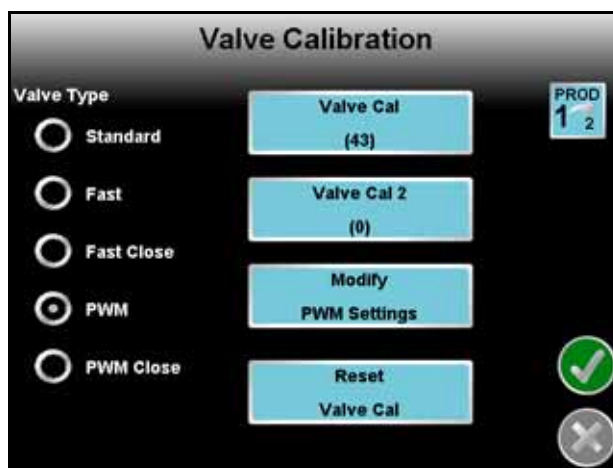 Valve Calibration
Valve Type
Standard
Fast
Fast Close
PWM
PWM Close
Valve Cal
(43)
Valve Cal 2
(0)
Modify
PWM Settings
Reset
Valve Cal
PROD
1 2